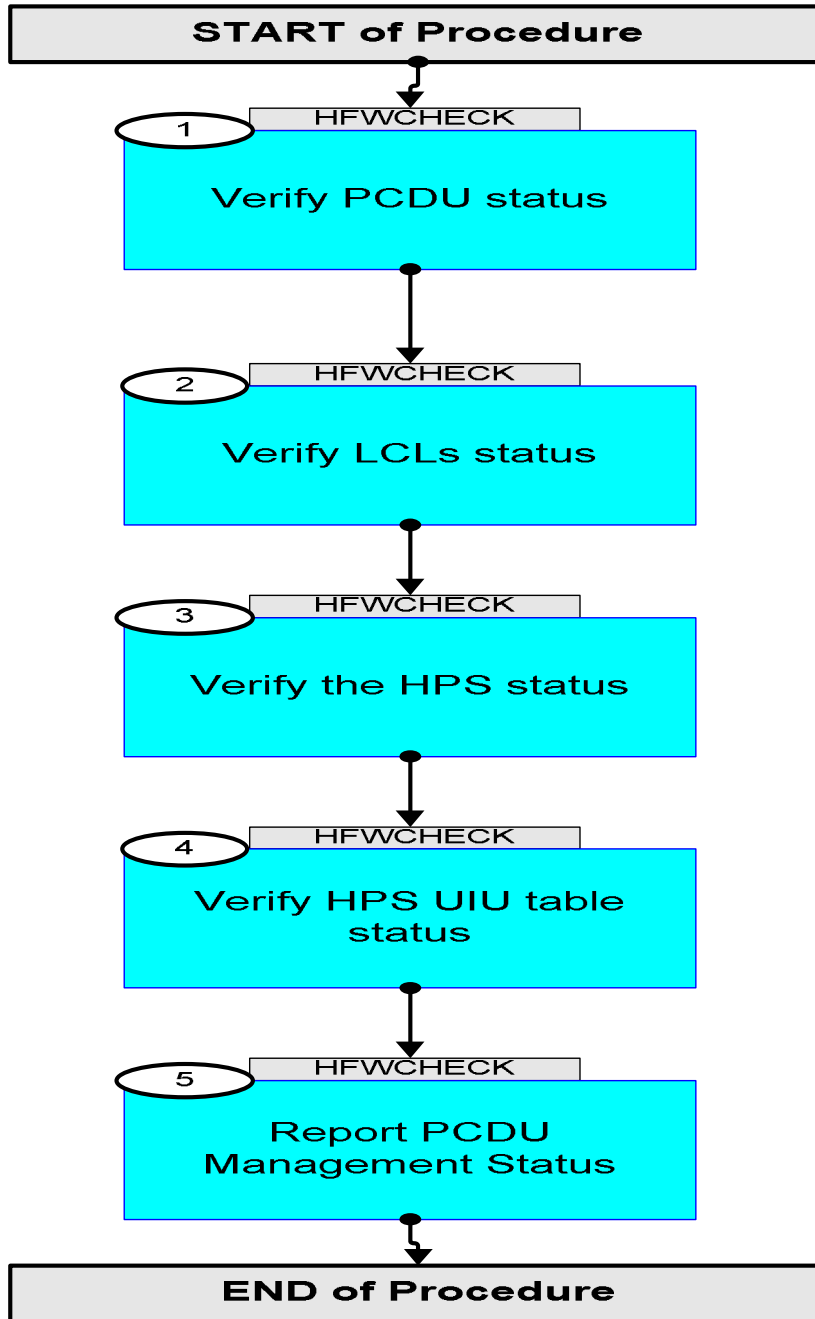 START of Procedure
HFWCHECK
1
Verify PCDU status
HFWCHECK
2
Verify LCLs status
HFWCHECK
3
Verify the HPS status
HFWCHECK
4
Verify HPS UIU table
status
HFWCHECK
5
Report PCDU
Management Status
END of Procedure